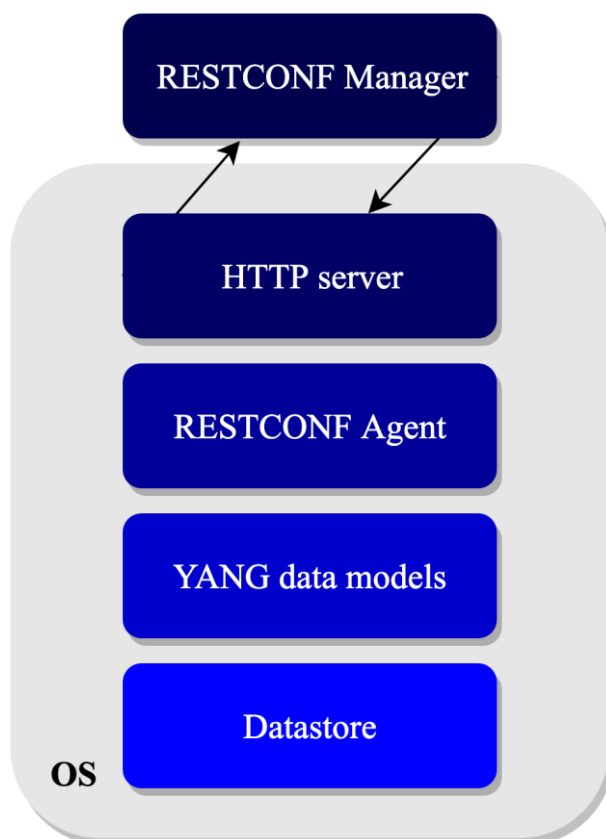 RESTCONF Manager
HTTP server
RESTCONF Agent
YANG data models
Datastore
OS